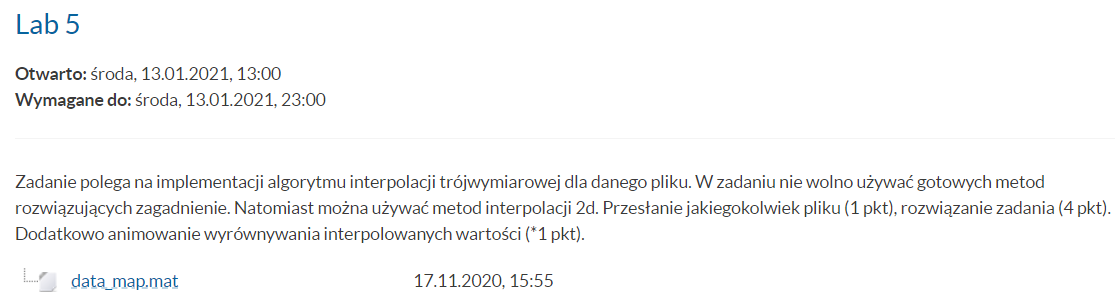 Lab 5
Otwarto: środa, 13.01.2021, 13:00
Wymagane do: środa, 13.01.2021, 23:00
Zadanie polega na implementacji algorytmu interpolacji trójwymiarowej dla danego pliku. W zadaniu nie wolno używać gotowych metod
rozwiązujących zagadnienie. Natomiast można używać metod interpolacji 2d. Przesłanie jakiegokolwiek pliku (1 pkt), rozwiązanie zadania (4 pkt).
Dodatkowo animowanie wyrównywania interpolowanych wartości (*1 pkt).
data_map.mat 17.11.2020, 15:55